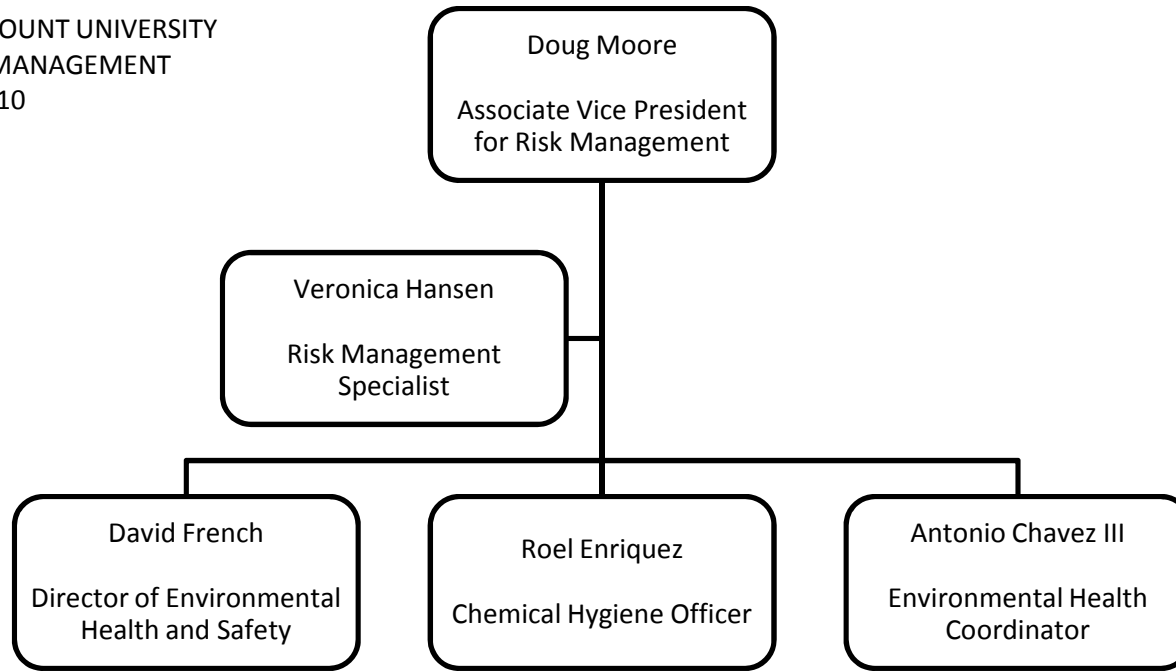 OUNT UNIVERSITY
MANAGEMENT
10
Doug Moore
Associate Vice President
for Risk Management
Veronica Hansen
Risk Management
Specialist
David French
Director of Environmental
Health and Safety
Roel Enriquez
Chemical Hygiene Officer
Antonio Chavez III
Environmental Health
Coordinator